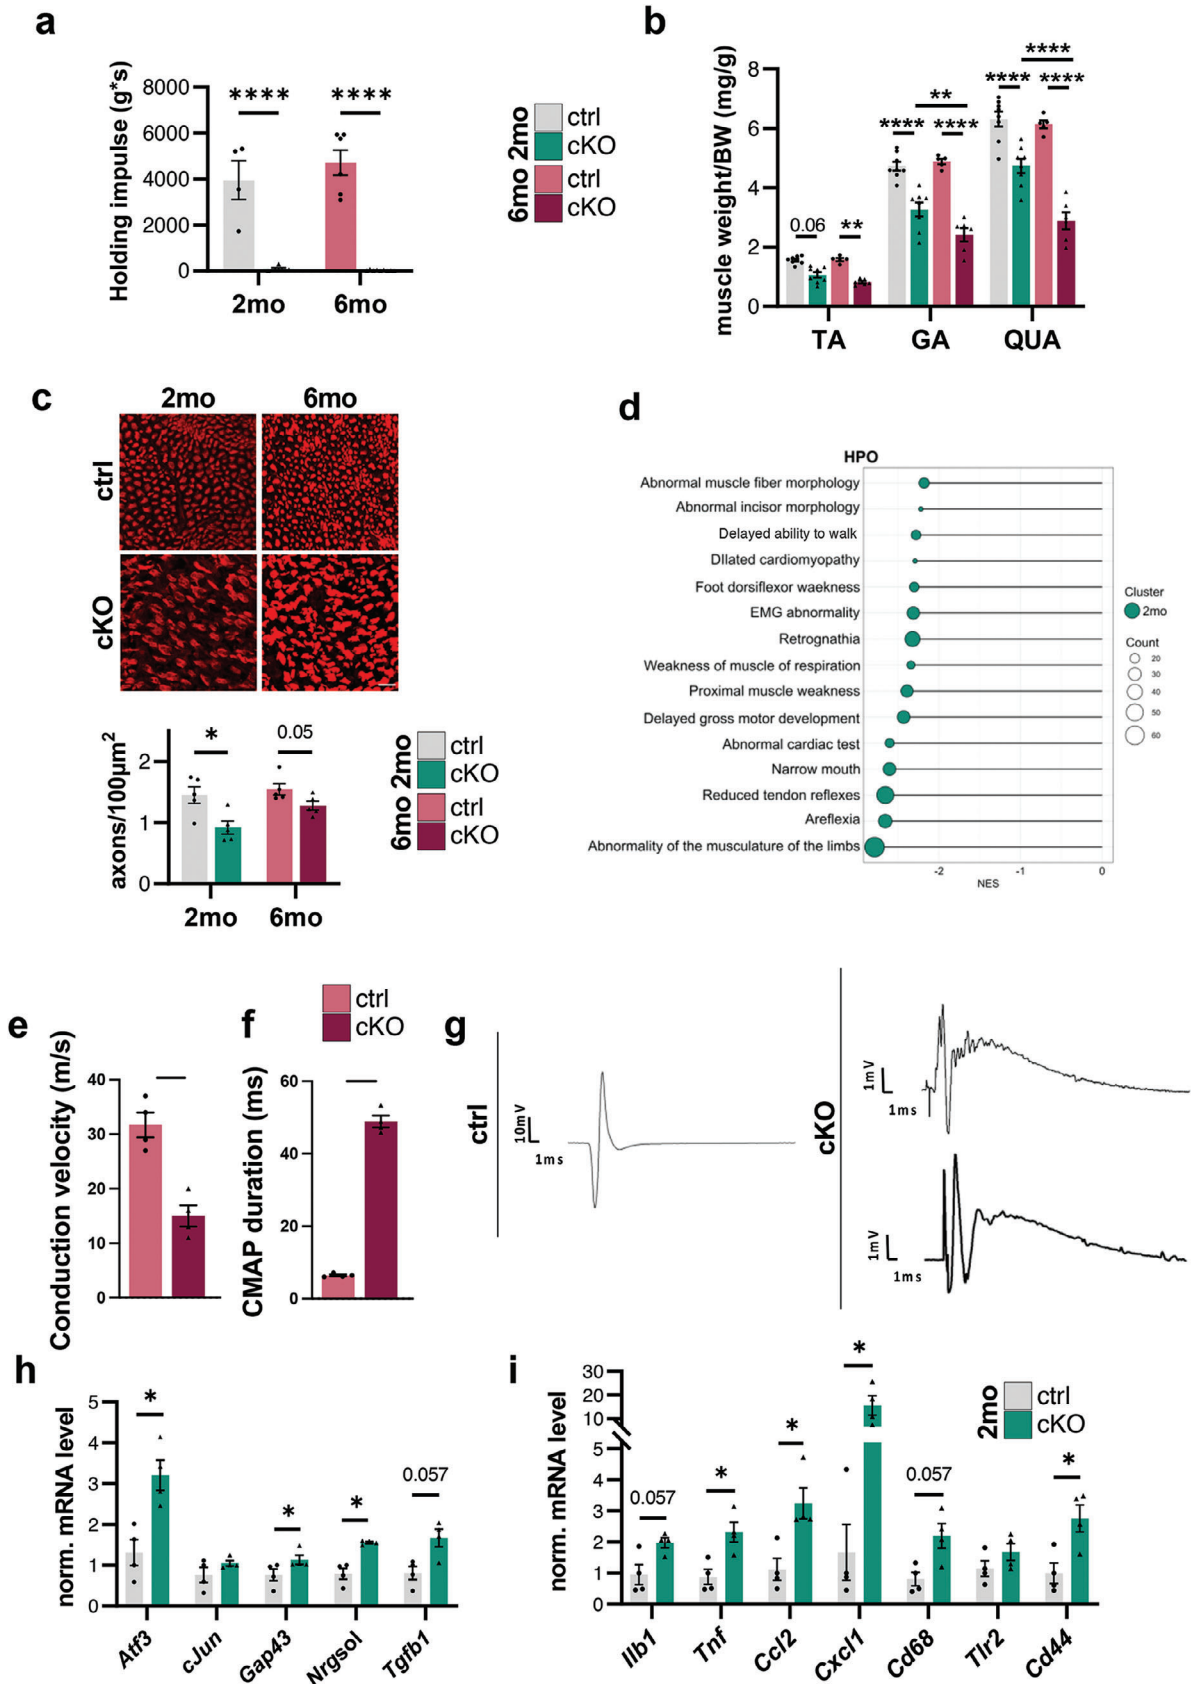 a
Holding impulse (g*s)
8000
6000
4000
2000
0
**** ****
2mo 6mo
2mo
6mo
ctrl
cKO
ctrl
cKO
b
muscle weight/BW (mg/g)
8
6
4
2
0
0.06 **
**** **** **
**** **** ****
TA GA QUA
c
2mo 6mo
ctrl
cKO
axons/100µm²
2
1
0
* 0.05
2mo 6mo
2mo
6mo
ctrl
cKO
ctrl
cKO
d
HPO
Abnormal muscle fiber morphology
Abnormal incisor morphology
Delayed ability to walk
DIlated cardiomyopathy
Foot dorsiflexor waekness
EMG abnormality
Retrognathia
Weakness of muscle of respiration
Proximal muscle weakness
Delayed gross motor development
Abnormal cardiac test
Narrow mouth
Reduced tendon reflexes
Areflexia
Abnormality of the musculature of the limbs
-2 -1 0
NES
Cluster
2mo
Count
20
30
40
50
60
e
Conduction velocity (m/s)
40
30
20
10
0
ctrl
cKO
f
CMAP duration (ms)
60
40
20
0
g
ctrl
10mV
1ms
cKO
1mV
1ms
1mV
1ms
h
norm. mRNA level
5
4
3
2
1
0
* * * 0.057
Atf3 cJun Gap43 Nrgsol Tgfb1
i
norm. mRNA level
30
20
10
5
4
3
2
1
0
0.057 * * * 0.057 *
Ilb1 Tnf Ccl2 Cxcl1 Cd68 Tlr2 Cd44
2mo
ctrl
cKO